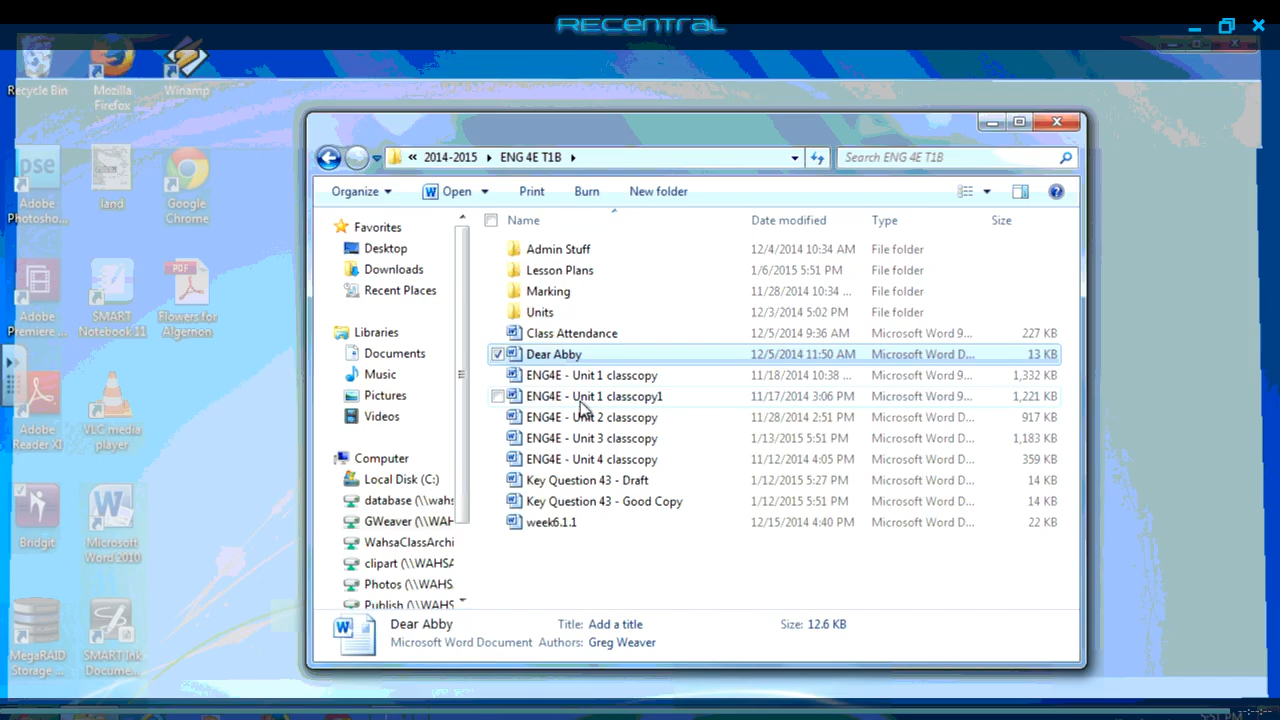 RECentral
Recycle Bin
Mozilla Firefox
Winamp
pse
Adobe Photosho...
land
Google Chrome
Adobe Premiere ...
SMART Notebook 11
PDF
Flowers for Algernon
Adobe Reader XI
VLC media player
Bridgit
Microsoft Word 2010
MegaRAID Storage ...
SMART Ink Docume...
« 2014-2015 ENG 4E T1B
Search ENG 4E T1B
Organize Open Print Burn New folder
Favorites
Desktop
Downloads
Recent Places
Libraries
Documents
Music
Pictures
Videos
Computer
Local Disk (C:)
database (\\wahs
GWeaver (\\WAH
WahsaClassArchi
clipart (\\WAHSA
Photos (\\WAHS
Publish (\\WAHS
Name Date modified Type Size
Admin Stuff 12/4/2014 10:34 AM File folder
Lesson Plans 1/6/2015 5:51 PM File folder
Marking 11/28/2014 10:34 ... File folder
Units 12/3/2014 5:02 PM File folder
Class Attendance 12/5/2014 9:36 AM Microsoft Word 9... 227 KB
Dear Abby 12/5/2014 11:50 AM Microsoft Word D... 13 KB
ENG4E - Unit 1 classcopy 11/18/2014 10:38 ... Microsoft Word 9... 1,332 KB
ENG4E - Unit 1 classcopy1 11/17/2014 3:06 PM Microsoft Word 9... 1,221 KB
ENG4E - Unit 2 classcopy 11/28/2014 2:51 PM Microsoft Word D... 917 KB
ENG4E - Unit 3 classcopy 1/13/2015 5:51 PM Microsoft Word D... 1,183 KB
ENG4E - Unit 4 classcopy 11/12/2014 4:05 PM Microsoft Word D... 359 KB
Key Question 43 - Draft 1/12/2015 5:27 PM Microsoft Word D... 14 KB
Key Question 43 - Good Copy 1/12/2015 5:51 PM Microsoft Word D... 14 KB
week6.1.1 12/15/2014 4:40 PM Microsoft Word D... 22 KB
Dear Abby Title: Add a title Size: 12.6 KB
Microsoft Word Document Authors: Greg Weaver